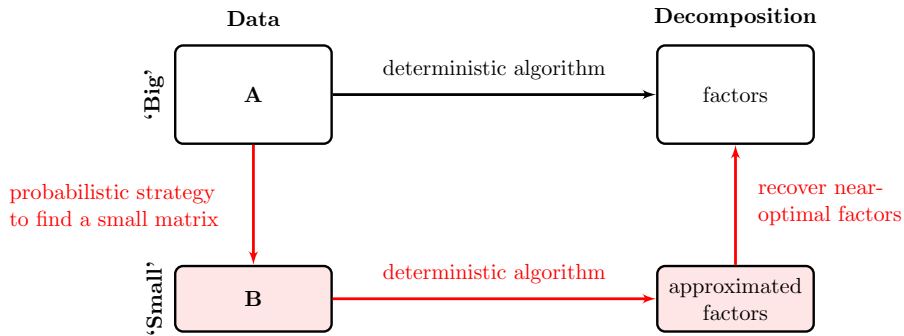 Data
Decomposition
'Big'
A
deterministic algorithm
factors
probabilistic strategy
to find a small matrix
recover near-
optimal factors
'Small'
B
deterministic algorithm
approximated
factors